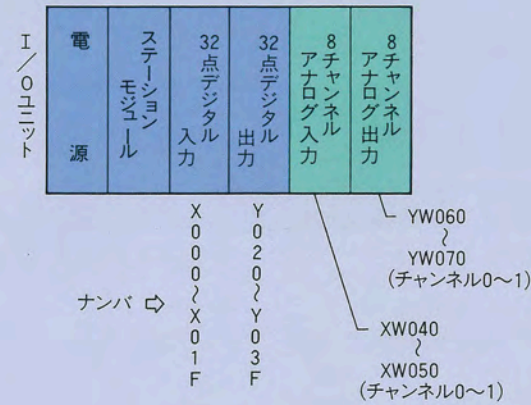 I/Oユニット
電源
ステーション
モジュール
32点デジタル
入力
32点デジタル
出力
8チャンネル
アナログ入力
8チャンネル
アナログ出力
ナンバ ⇨
X000~X01F
Y020~Y03F
YW060
~
YW070
(チャンネル0~1)
XW040
~
XW050
(チャンネル0~1)